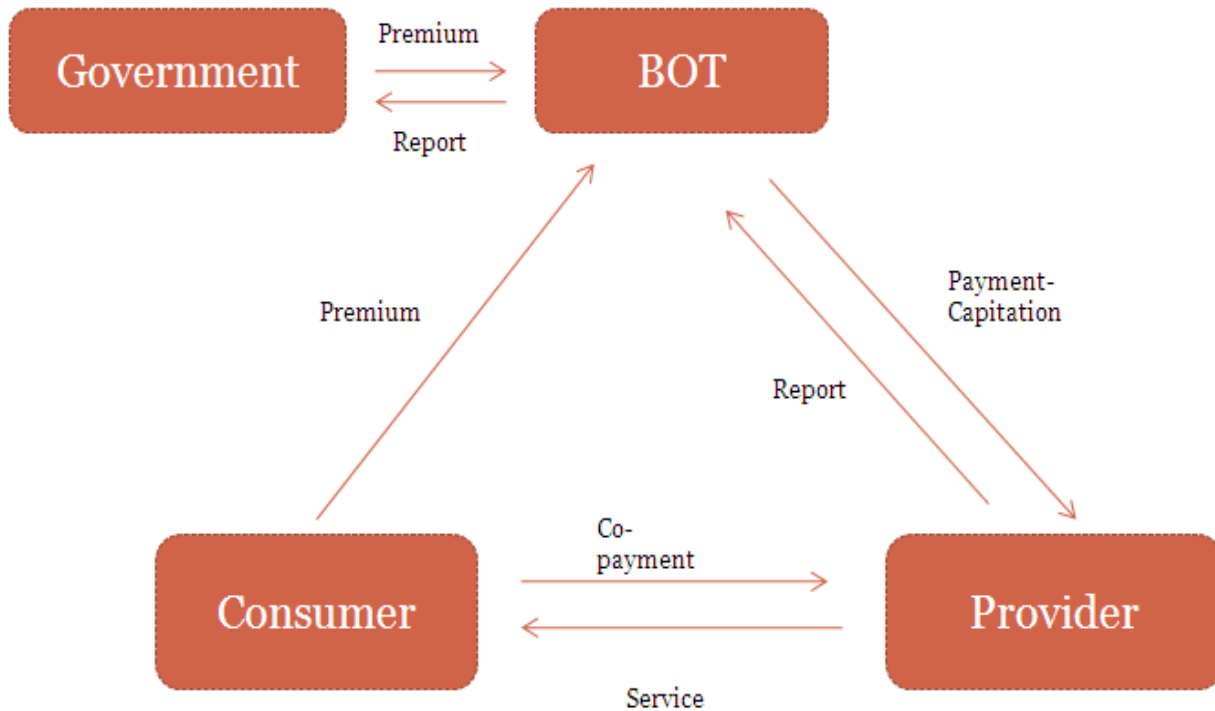 Government
Premium
BOT
Report
Premium
Payment-
Capitation
Report
Consumer
Co-
payment
Provider
Service